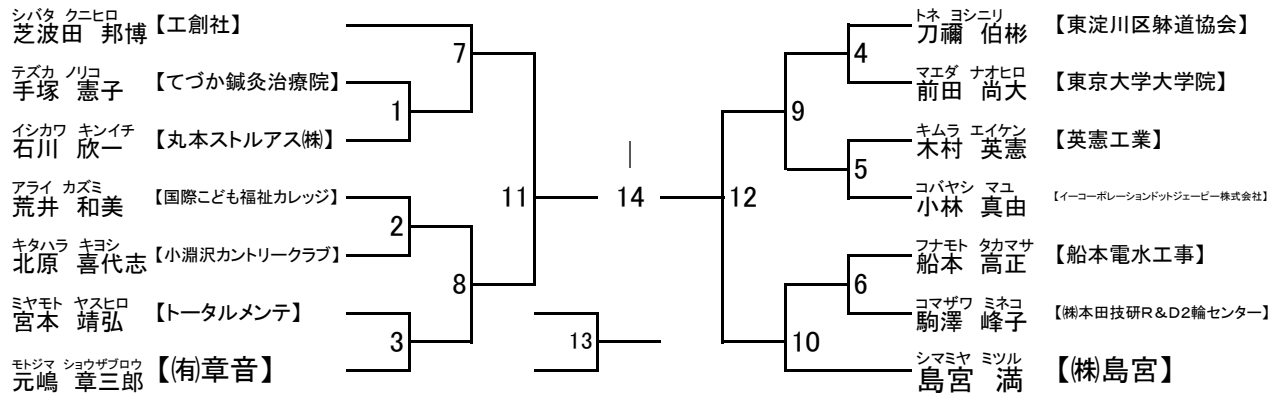 シバタ クニヒロ
芝波田 邦博 【工創社】
テズカ ノリコ
手塚 憲子 【てづか鍼灸治療院】
イシカワ キンイチ
石川 欣一 【丸本ストルアス㈱】
アライ カズミ
荒井 和美 【国際こども福祉カレッジ】
キタハラ キヨシ
北原 喜代志 【小淵沢カントリークラブ】
ミヤモト ヤスヒロ
宮本 靖弘 【トータルメンテ】
モトジマ ショウザブロウ
元嶋 章三郎 【㈲章音】
7
1
2
8
3
11
14
13
12
9
4
5
6
10
トネ ヨシニリ
刀禰 伯彬 【東淀川区躰道協会】
マエダ ナオヒロ
前田 尚大 【東京大学大学院】
キムラ エイケン
木村 英憲 【英憲工業】
コバヤシ マユ
小林 真由 【イーコーポレーションドットジェーピー株式会社】
フナモト タカマサ
船本 高正 【船本電水工事】
コマザワ ミネコ
駒澤 峰子 【㈱本田技研R＆D2輪センター】
シマミヤ ミツル
島宮 満 【㈱島宮】